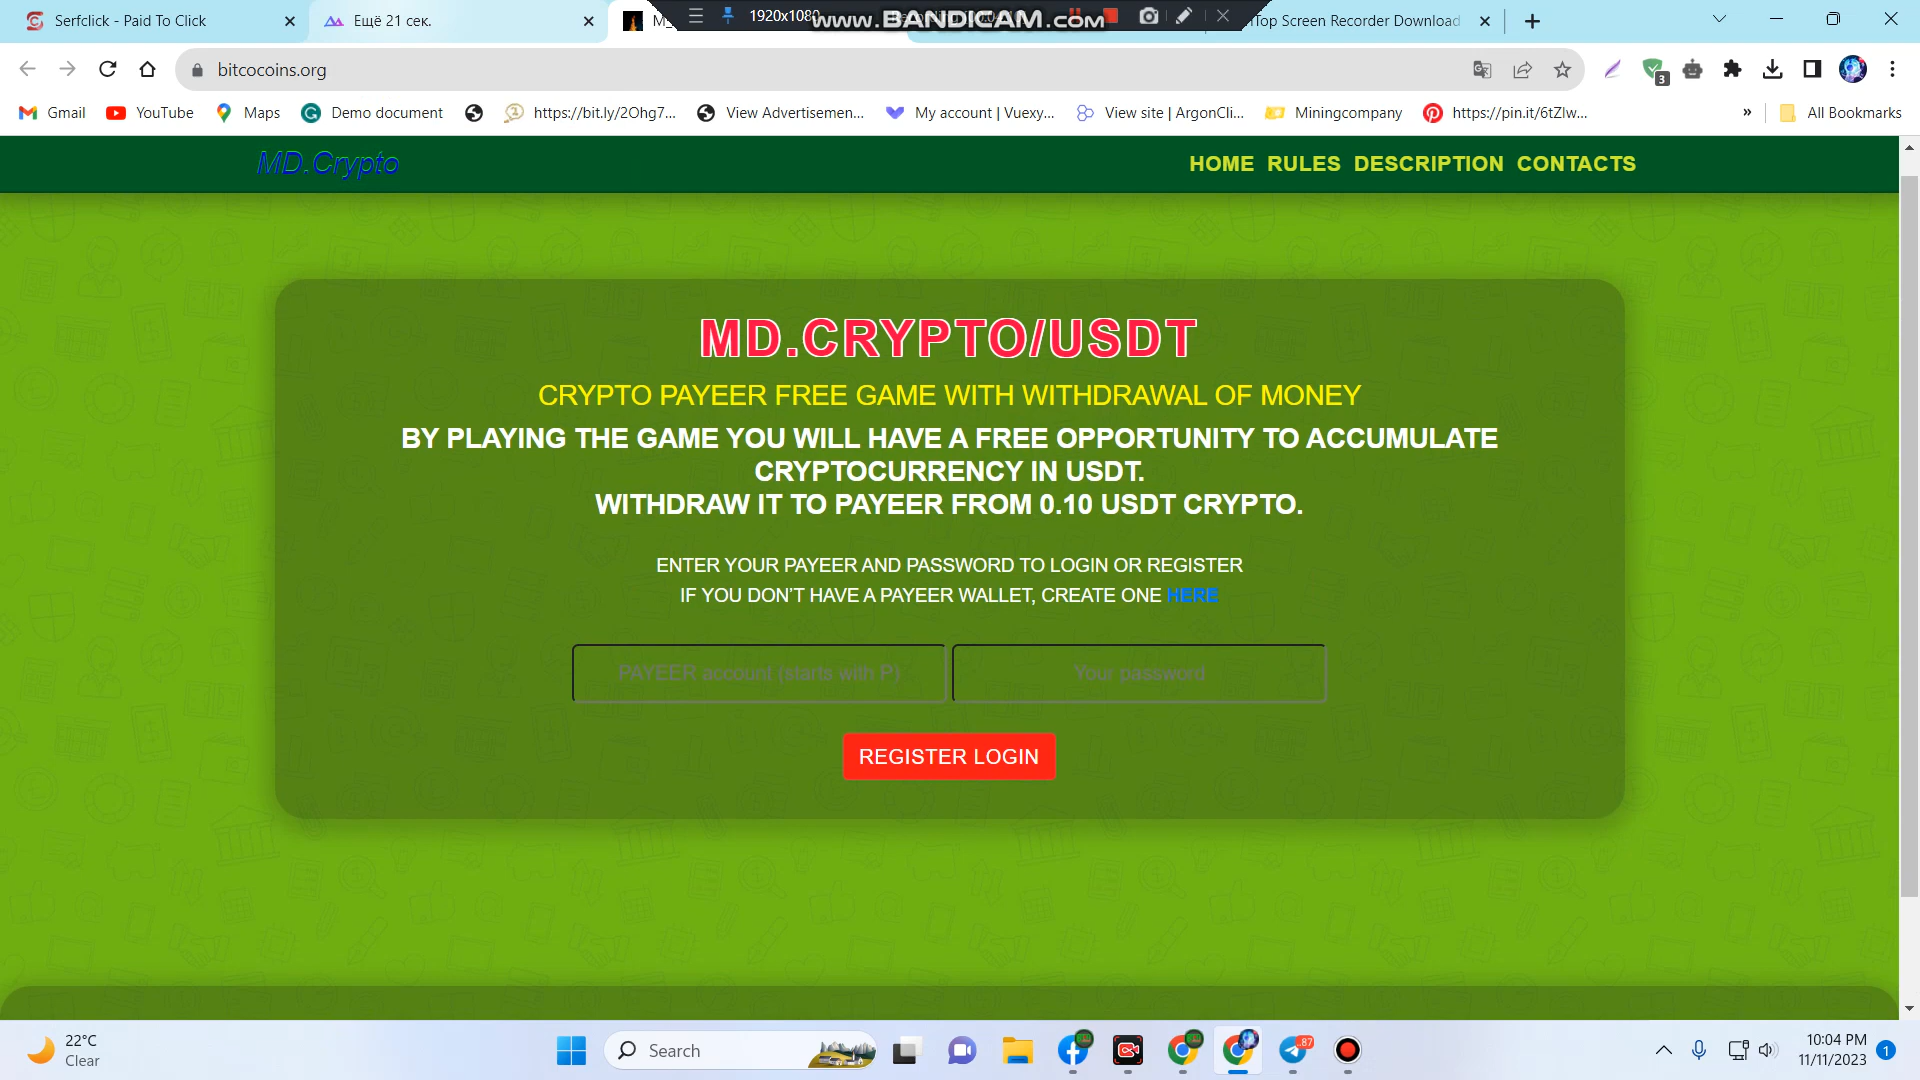 Serfclick - Paid To Click
Ещё 21 сек.
1920x1080
www.BANDICAM.com
Top Screen Recorder Download
bitcocoins.org
3
Gmail
YouTube
Maps
Demo document
https://bit.ly/2Ohg7...
View Advertisemen...
My account | Vuexy...
View site | ArgonCli...
Miningcompany
https://pin.it/6tZlw...
»
All Bookmarks
MD.Crypto
HOME RULES DESCRIPTION CONTACTS
MD.CRYPTO/USDT
CRYPTO PAYEER FREE GAME WITH WITHDRAWAL OF MONEY
BY PLAYING THE GAME YOU WILL HAVE A FREE OPPORTUNITY TO ACCUMULATE
CRYPTOCURRENCY IN USDT.
WITHDRAW IT TO PAYEER FROM 0.10 USDT CRYPTO.
ENTER YOUR PAYEER AND PASSWORD TO LOGIN OR REGISTER
IF YOU DON'T HAVE A PAYEER WALLET, CREATE ONE HERE
PAYEER account (starts with P)
Your password
REGISTER LOGIN
22°C
Clear
Search
87
10:04 PM
11/11/2023
1